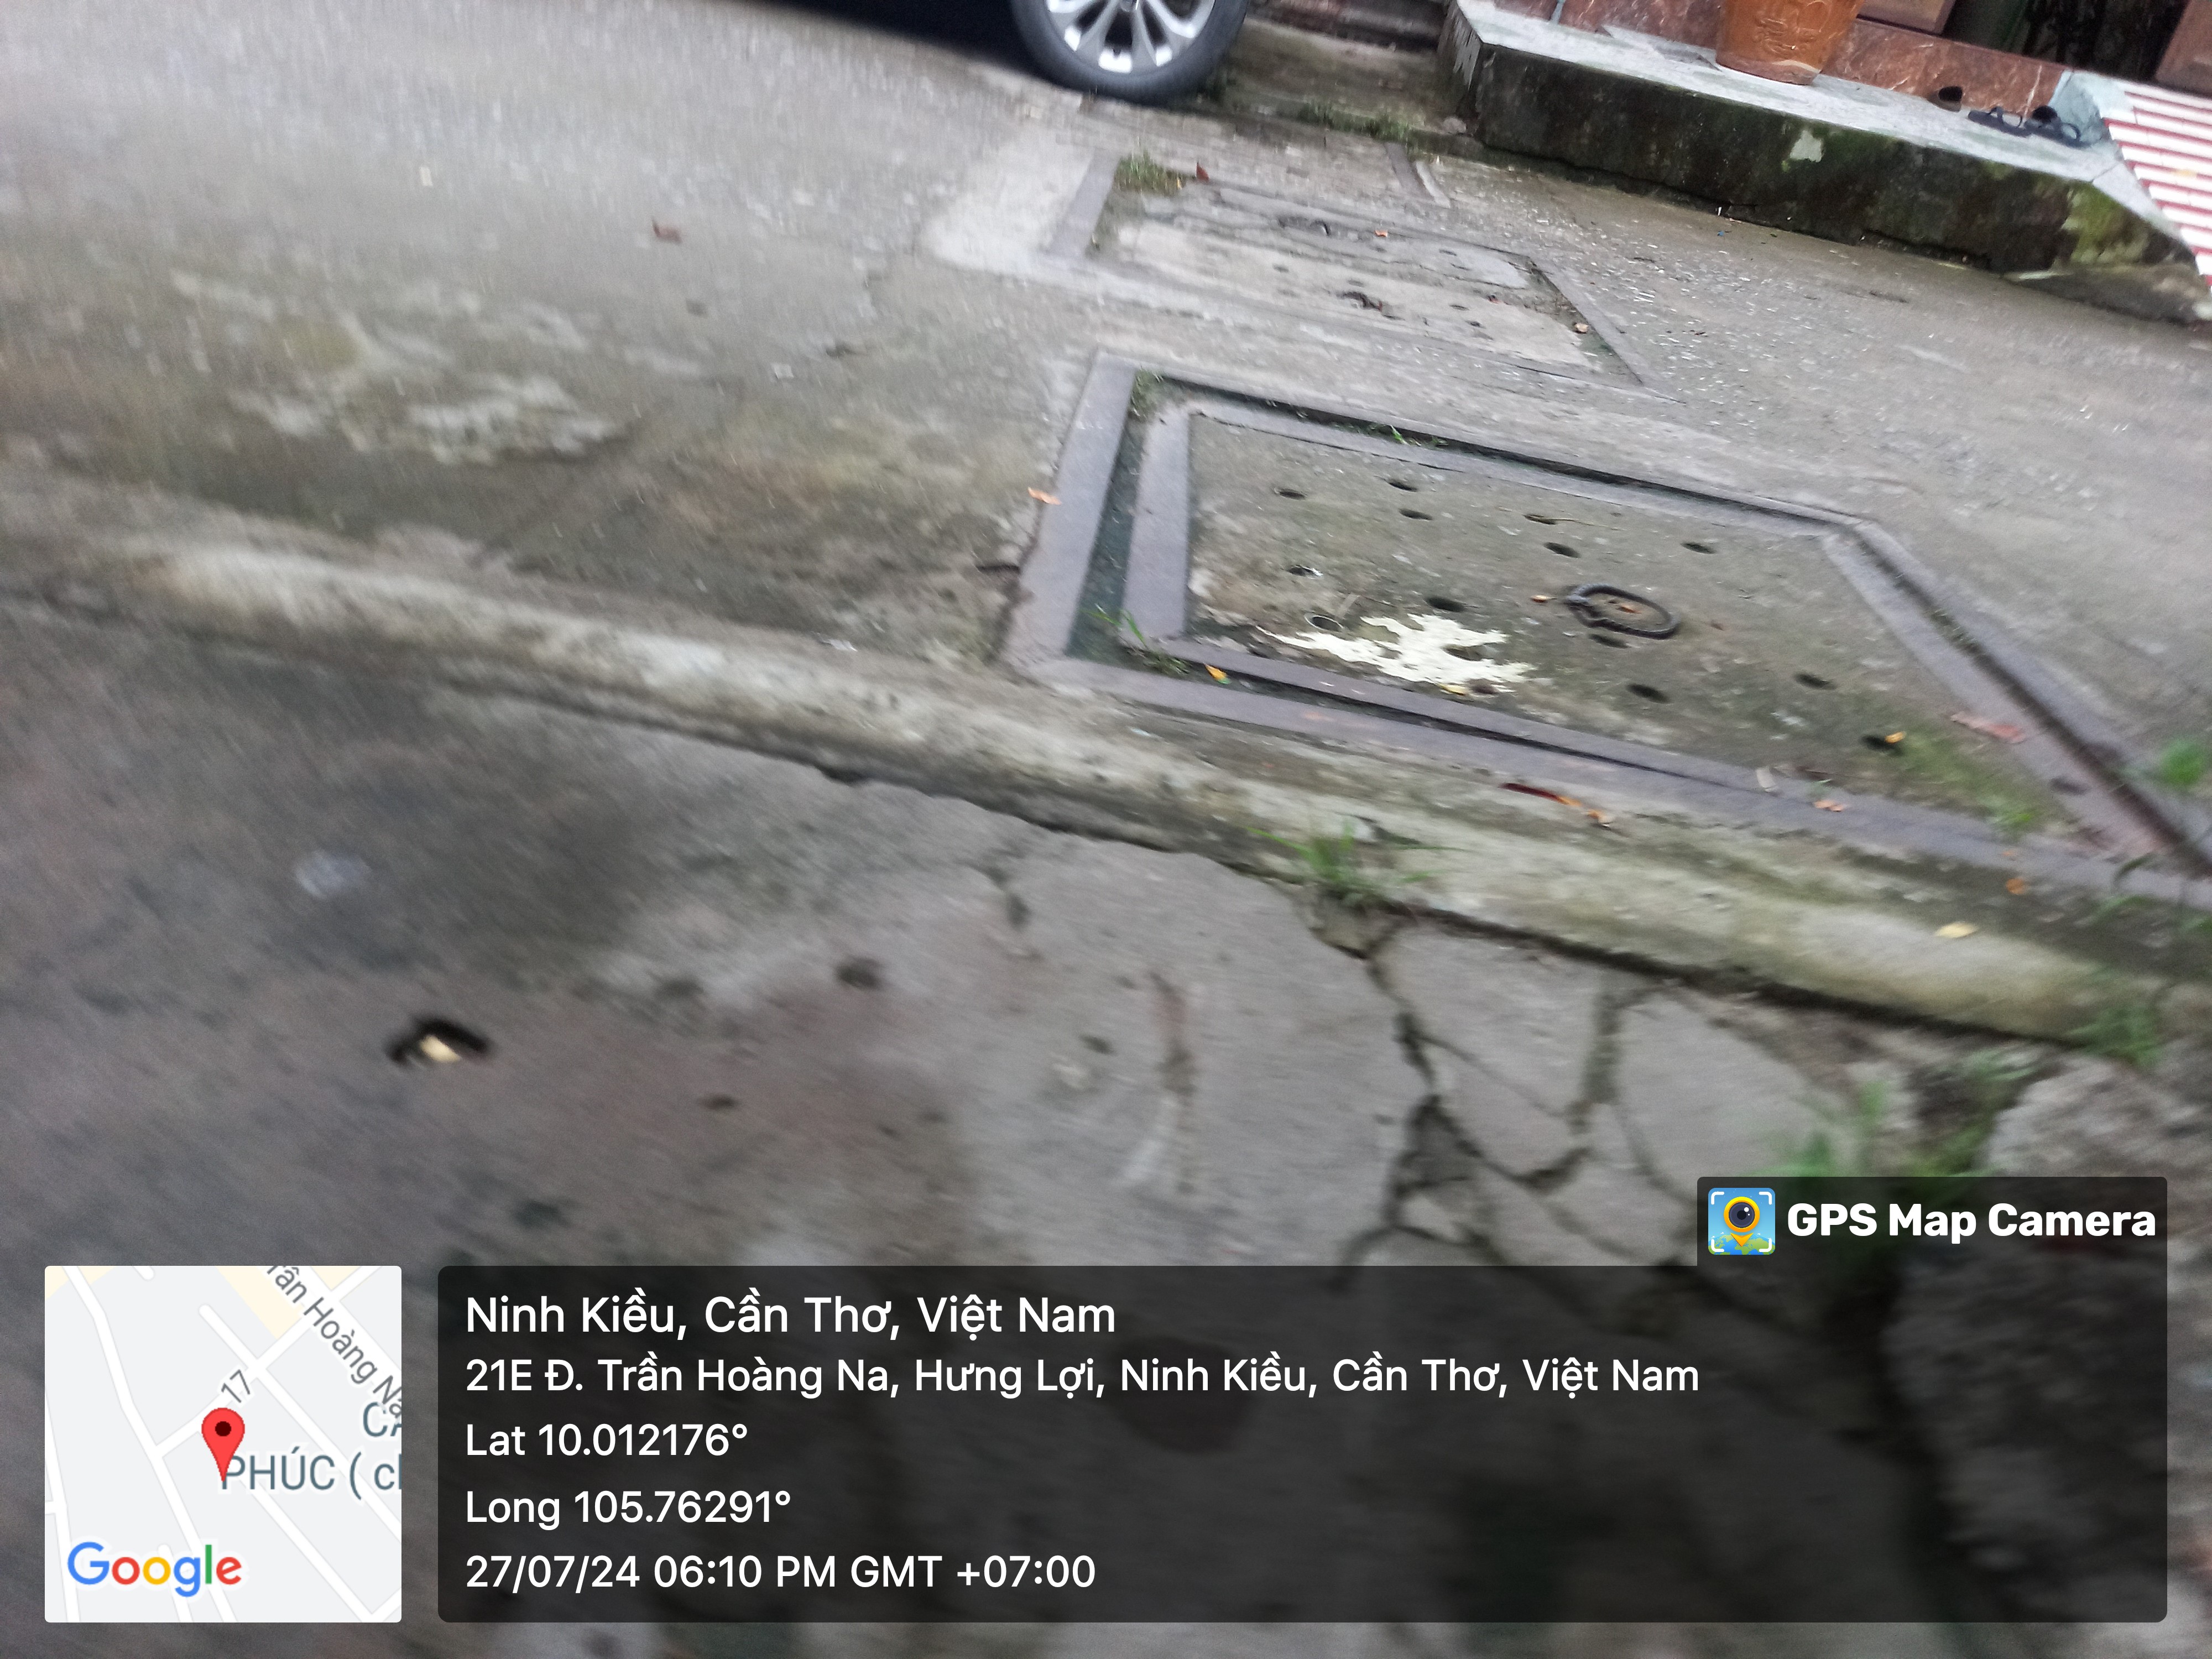 GPS Map Camera
Ninh Kiều, Cần Thơ, Việt Nam
21E Đ. Trần Hoàng Na, Hưng Lợi, Ninh Kiều, Cần Thơ, Việt Nam
Lat 10.012176°
Long 105.76291°
27/07/24 06:10 PM GMT +07:00
rần Hoàng Na
17
PHÚC ( c
Google